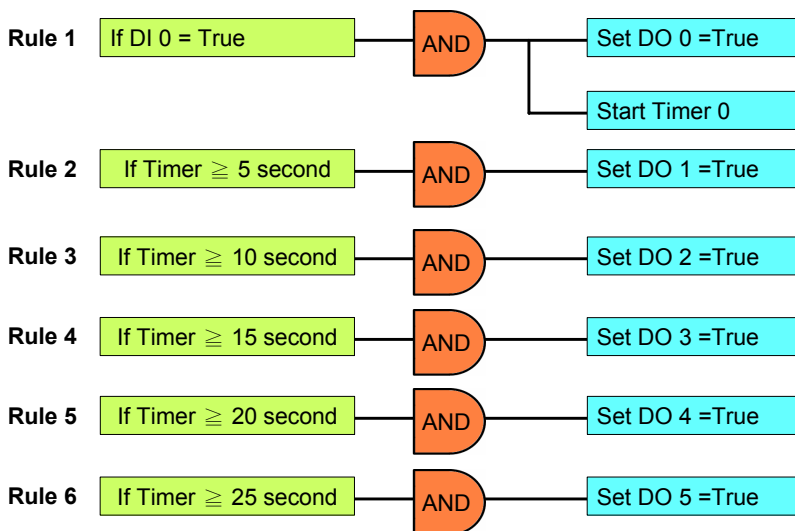 Rule 1 If DI 0 = True AND Set DO 0 =True
Start Timer 0
Rule 2 If Timer ≧ 5 second AND Set DO 1 =True
Rule 3 If Timer ≧ 10 second AND Set DO 2 =True
Rule 4 If Timer ≧ 15 second AND Set DO 3 =True
Rule 5 If Timer ≧ 20 second AND Set DO 4 =True
Rule 6 If Timer ≧ 25 second AND Set DO 5 =True